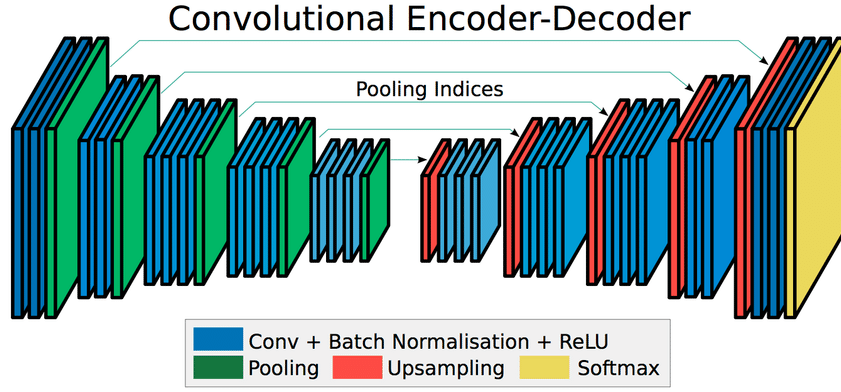 Convolutional Encoder-Decoder
Pooling Indices
Conv + Batch Normalisation + ReLU
Pooling Upsampling Softmax